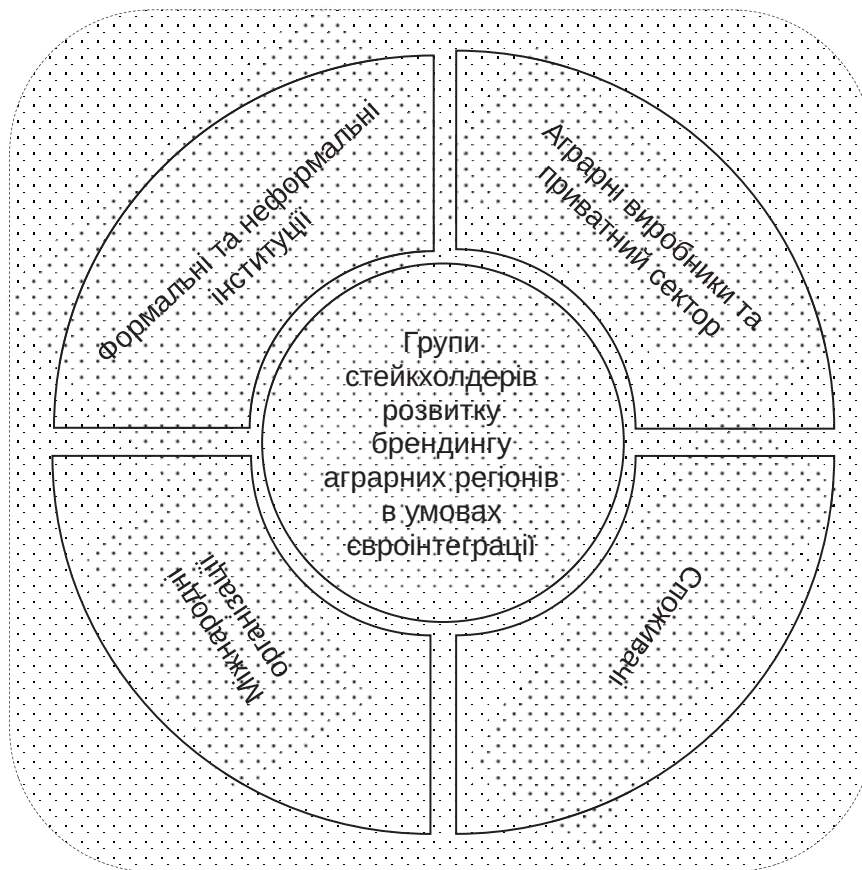 Формальні та неформальні
інституції
Аграрні виробники та
приватний сектор
Групи
стейкхолдерів
розвитку
брендингу
аграрних регіонів
в умовах
євроінтеграції
Міжнародні
організації
Споживачі